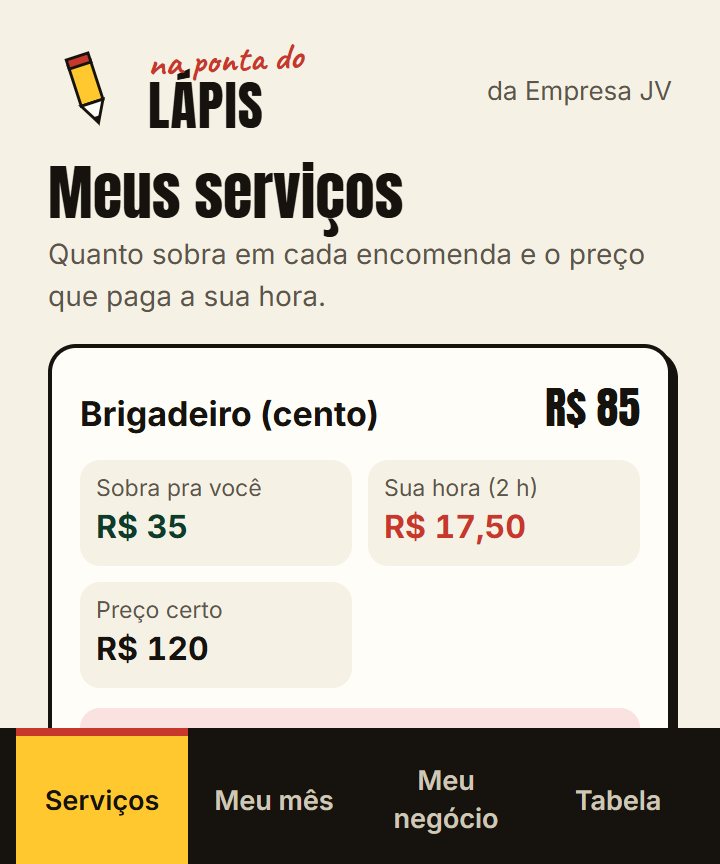 na ponta do
LÁPIS
da Empresa JV
Meus serviços
Quanto sobra em cada encomenda e o preço
que paga a sua hora.
Brigadeiro (cento)
R$ 85
Sobra pra você
R$ 35
Sua hora (2 h)
R$ 17,50
Preço certo
R$ 120
Serviços
Meu mês
Meu
negócio
Tabela